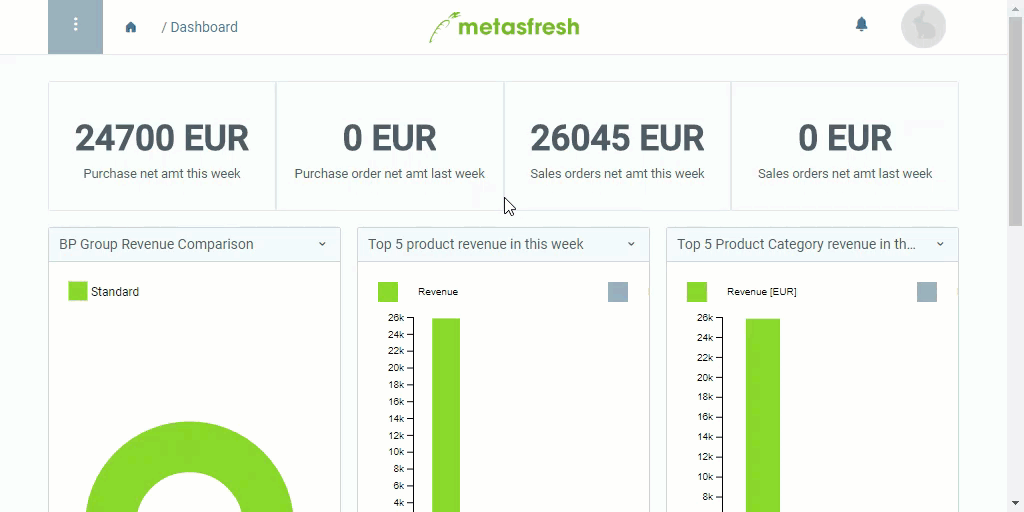 / Dashboard
metasfresh
24700 EUR
Purchase net amt this week
0 EUR
Purchase order net amt last week
26045 EUR
Sales orders net amt this week
0 EUR
Sales orders net amt last week
BP Group Revenue Comparison
Standard
Top 5 product revenue in this week
Revenue
26k
24k
22k
20k
18k
16k
14k
12k
10k
8k
6k
4k
Top 5 Product Category revenue in th...
Revenue [EUR]
26k
24k
22k
20k
18k
16k
14k
12k
10k
8k